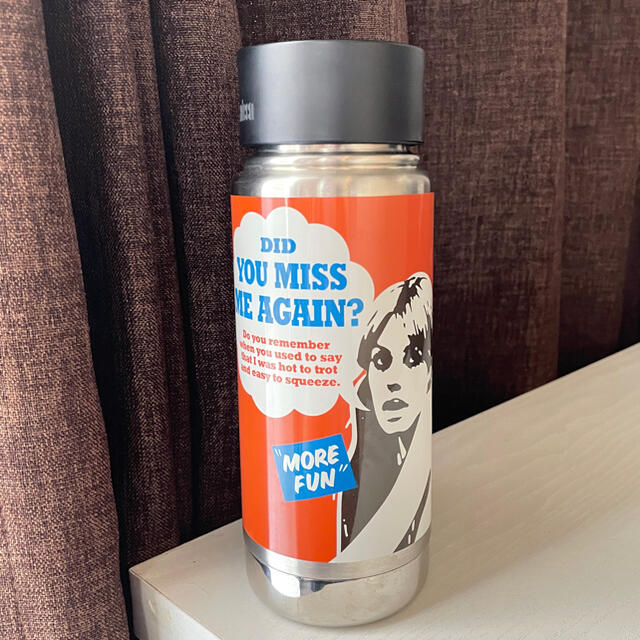 DID
YOU MISS
ME AGAIN?
Do you remember
when you used to say
that I was hot to trot
and easy to squeeze.
"MORE
FUN"